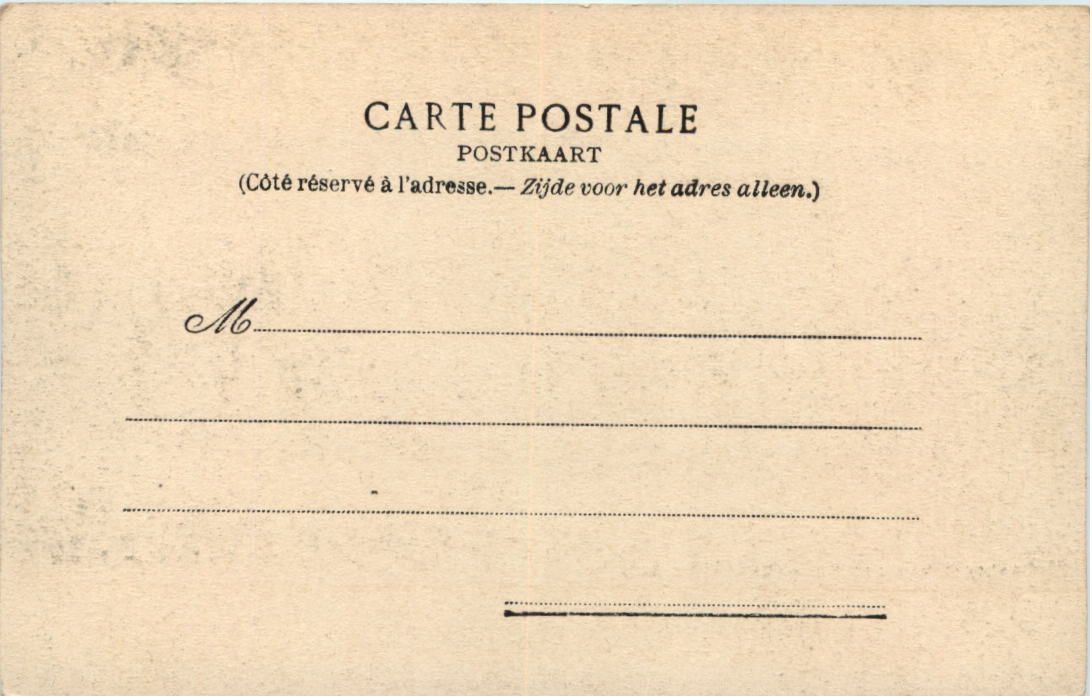 CARTE POSTALE
POSTKAART
(Côté réservé à l'adresse.— Zijde voor het adres alleen.)
M